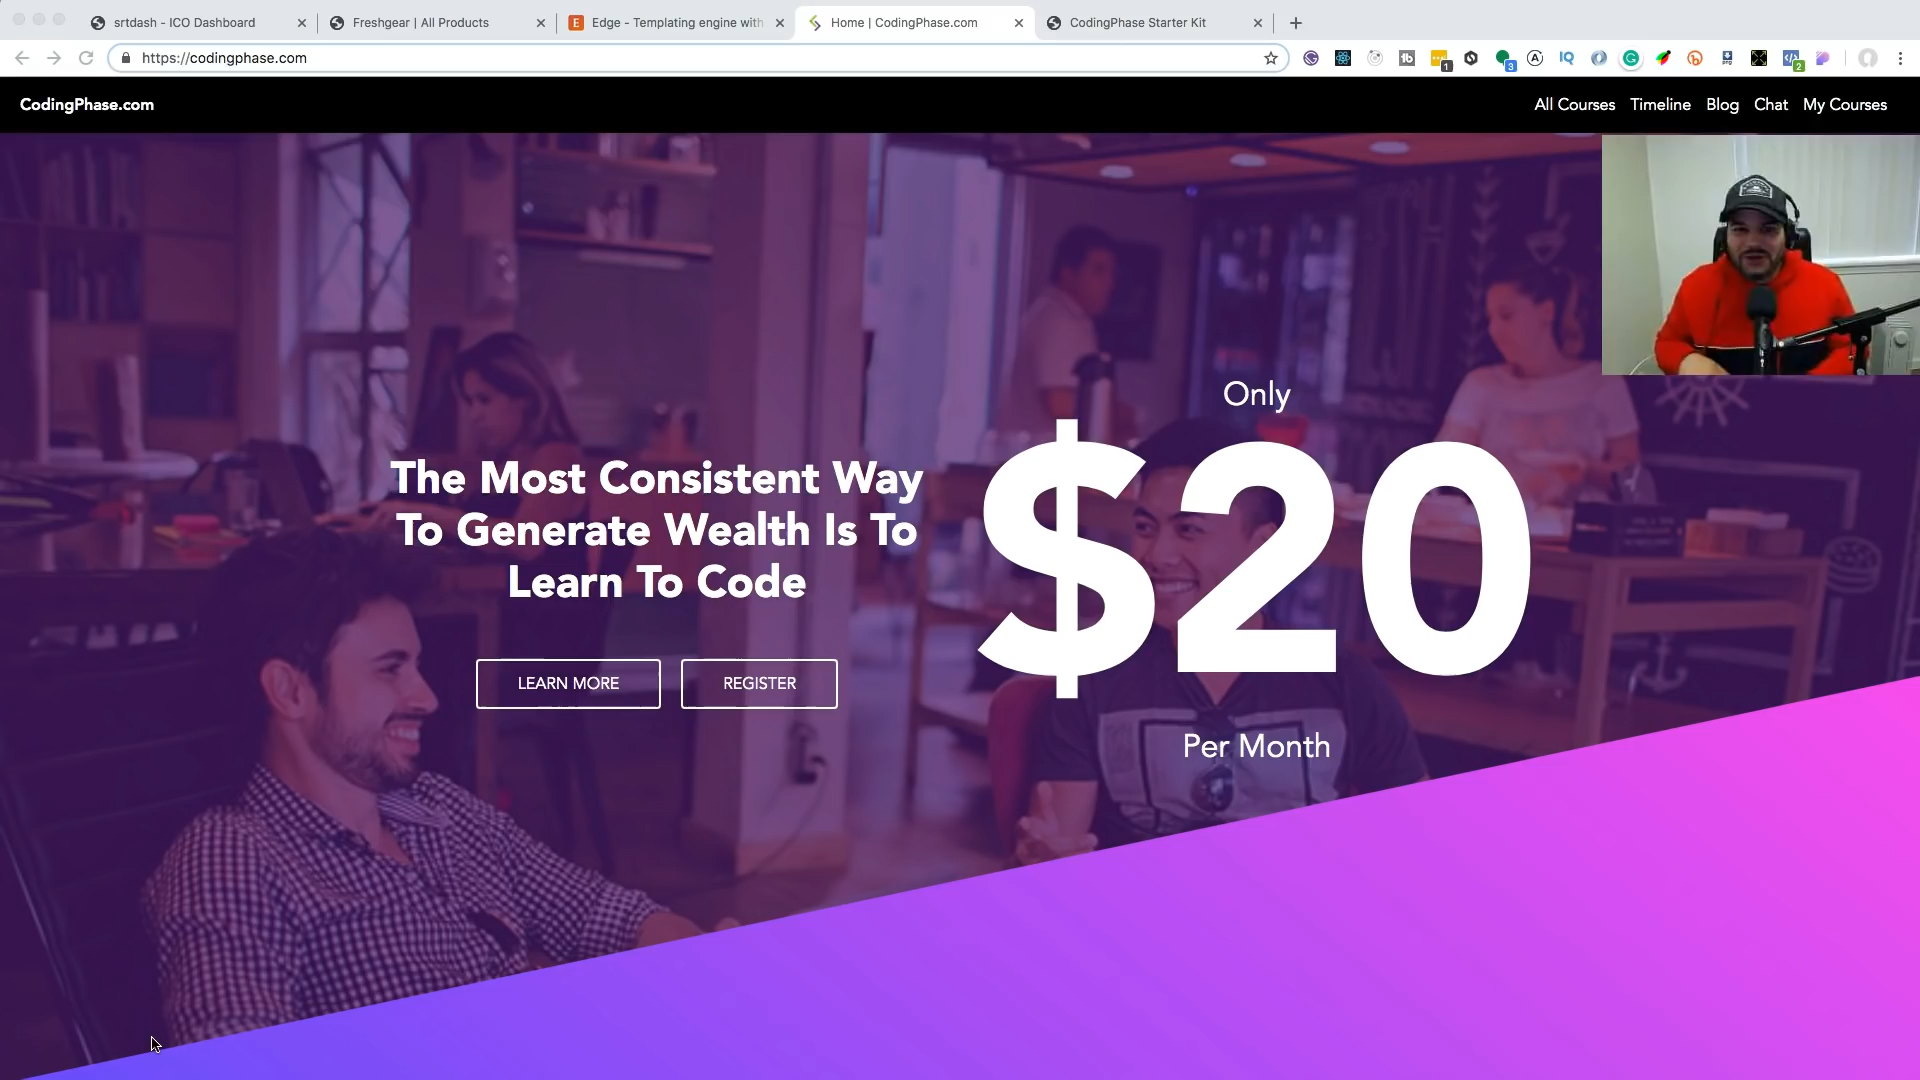 srtdash - ICO Dashboard
Freshgear | All Products
Edge - Templating engine with
Home | CodingPhase.com
CodingPhase Starter Kit
https://codingphase.com
CodingPhase.com
All Courses
Timeline
Blog
Chat
My Courses
The Most Consistent Way
To Generate Wealth Is To
Learn To Code
LEARN MORE
REGISTER
Only
$20
Per Month